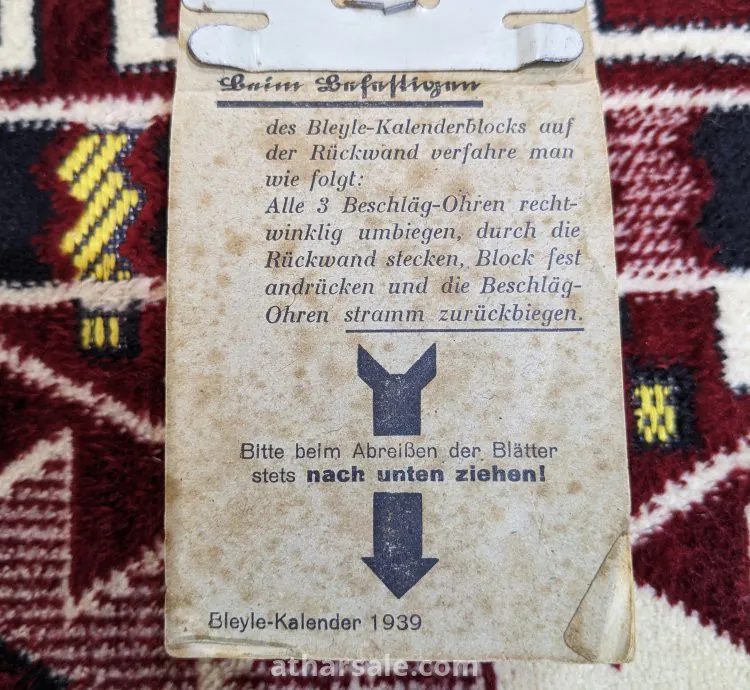 Beim Befestigen
des Bleyle-Kalenderblocks auf
der Rückwand verfahre man
wie folgt:
Alle 3 Beschläg-Ohren recht-
winklig umbiegen, durch die
Rückwand stecken, Block fest
andrücken und die Beschläg-
Ohren stramm zurückbiegen.
Bitte beim Abreißen der Blätter
stets nach unten ziehen!
Bleyle-Kalender 1939
atharsale.com